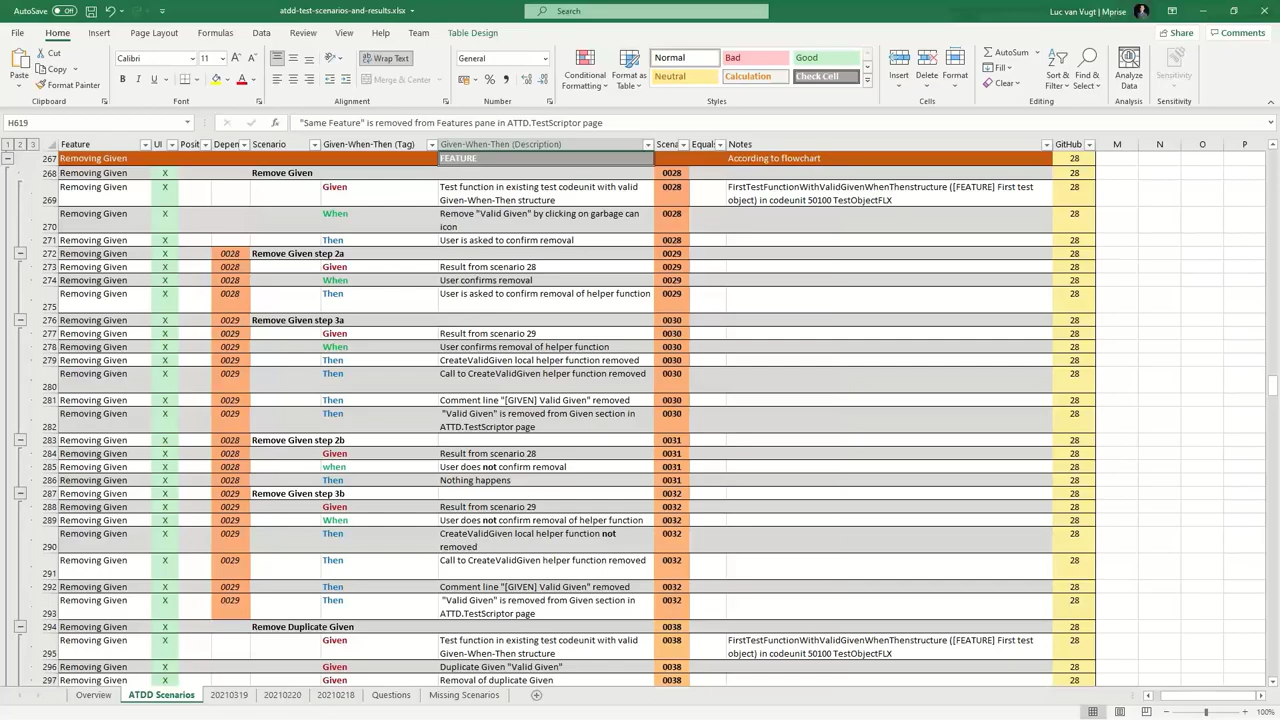 AutoSave Off atdd-test-scenarios-and-results.xlsx Search Luc van Vugt | Mprise
File Home Insert Page Layout Formulas Data Review View Team Help Table Design Share Comments
Paste Cut Copy Format Painter Clipboard
Calibri 11 B I U Font
Wrap Text Merge & Center Alignment
General % Number
Conditional Formatting Format as Table Normal Bad Good Neutral Calculation Check Cell Styles
Insert Delete Format Cells
AutoSum Fill Clear Sort & Filter Find & Select Editing
Analyze Data Analysis Sensitivity Sensitivity
H619 fx "Same Feature" is removed from Features pane in ATTD.TestScriptor page
1 2 3 Feature UI Posit Depen Scenario Given-When-Then (Tag) Given-When-Then (Description) Scena Equals Notes GitHub M N O P
267 Removing Given FEATURE According to flowchart 28
268 Removing Given X Remove Given 0028 28
269 Removing Given X Given Test function in existing test codeunit with valid Given-When-Then structure 0028 FirstTestFunctionWithValidGivenWhenThenstructure ([FEATURE] First test object) in codeunit 50100 TestObjectFLX 28
270 Removing Given X When Remove "Valid Given" by clicking on garbage can icon 0028 28
271 Removing Given X Then User is asked to confirm removal 0028 28
272 Removing Given X 0028 Remove Given step 2a 0029 28
273 Removing Given X 0028 Given Result from scenario 28 0029 28
274 Removing Given X 0028 When User confirms removal 0029 28
275 Removing Given X 0028 Then User is asked to confirm removal of helper function 0029 28
276 Removing Given X 0029 Remove Given step 3a 0030 28
277 Removing Given X 0029 Given Result from scenario 29 0030 28
278 Removing Given X 0029 When User confirms removal of helper function 0030 28
279 Removing Given X 0029 Then CreateValidGiven local helper function removed 0030 28
280 Removing Given X 0029 Then Call to CreateValidGiven helper function removed 0030 28
281 Removing Given X 0029 Then Comment line "[GIVEN] Valid Given" removed 0030 28
282 Removing Given X 0029 Then "Valid Given" is removed from Given section in ATTD.TestScriptor page 0030 28
283 Removing Given X 0028 Remove Given step 2b 0031 28
284 Removing Given X 0028 Given Result from scenario 28 0031 28
285 Removing Given X 0028 when User does not confirm removal 0031 28
286 Removing Given X 0028 Then Nothing happens 0031 28
287 Removing Given X 0029 Remove Given step 3b 0032 28
288 Removing Given X 0029 Given Result from scenario 29 0032 28
289 Removing Given X 0029 When User does not confirm removal of helper function 0032 28
290 Removing Given X 0029 Then CreateValidGiven local helper function not removed 0032 28
291 Removing Given X 0029 Then Call to CreateValidGiven helper function removed 0032 28
292 Removing Given X 0029 Then Comment line "[GIVEN] Valid Given" removed 0032 28
293 Removing Given X 0029 Then "Valid Given" is removed from Given section in ATTD.TestScriptor page 0032 28
294 Removing Given X Remove Duplicate Given 0038 28
295 Removing Given X Given Test function in existing test codeunit with valid Given-When-Then structure 0038 FirstTestFunctionWithValidGivenWhenThenstructure ([FEATURE] First test object) in codeunit 50100 TestObjectFLX 28
296 Removing Given X Given Duplicate Given "Valid Given" 0038 28
297 Removing Given X Given Removal of duplicate Given 0038 28
Overview ATDD Scenarios 20210319 20210220 20210218 Questions Missing Scenarios
100%